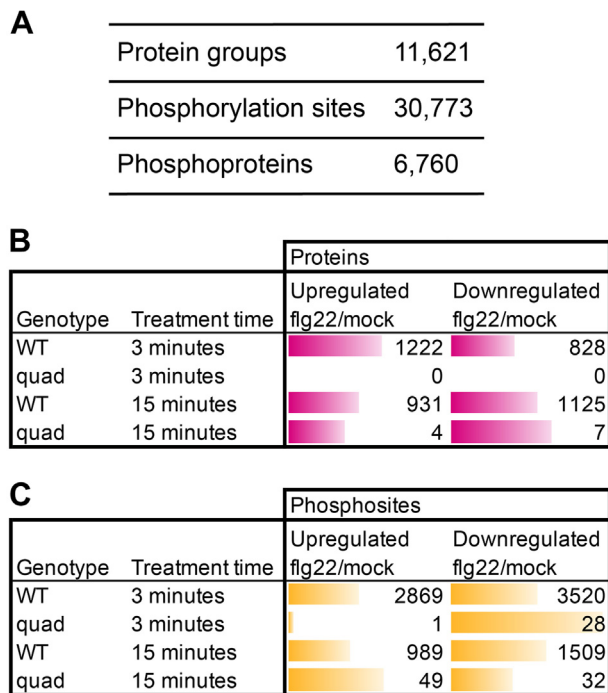 A
Protein groups 11,621
Phosphorylation sites 30,773
Phosphoproteins 6,760
B
Proteins
Upregulated Downregulated
Genotype Treatment time flg22/mock flg22/mock
WT 3 minutes 1222 828
quad 3 minutes 0 0
WT 15 minutes 931 1125
quad 15 minutes 4 7
C
Phosphosites
Upregulated Downregulated
Genotype Treatment time flg22/mock flg22/mock
WT 3 minutes 2869 3520
quad 3 minutes 1 28
WT 15 minutes 989 1509
quad 15 minutes 49 32